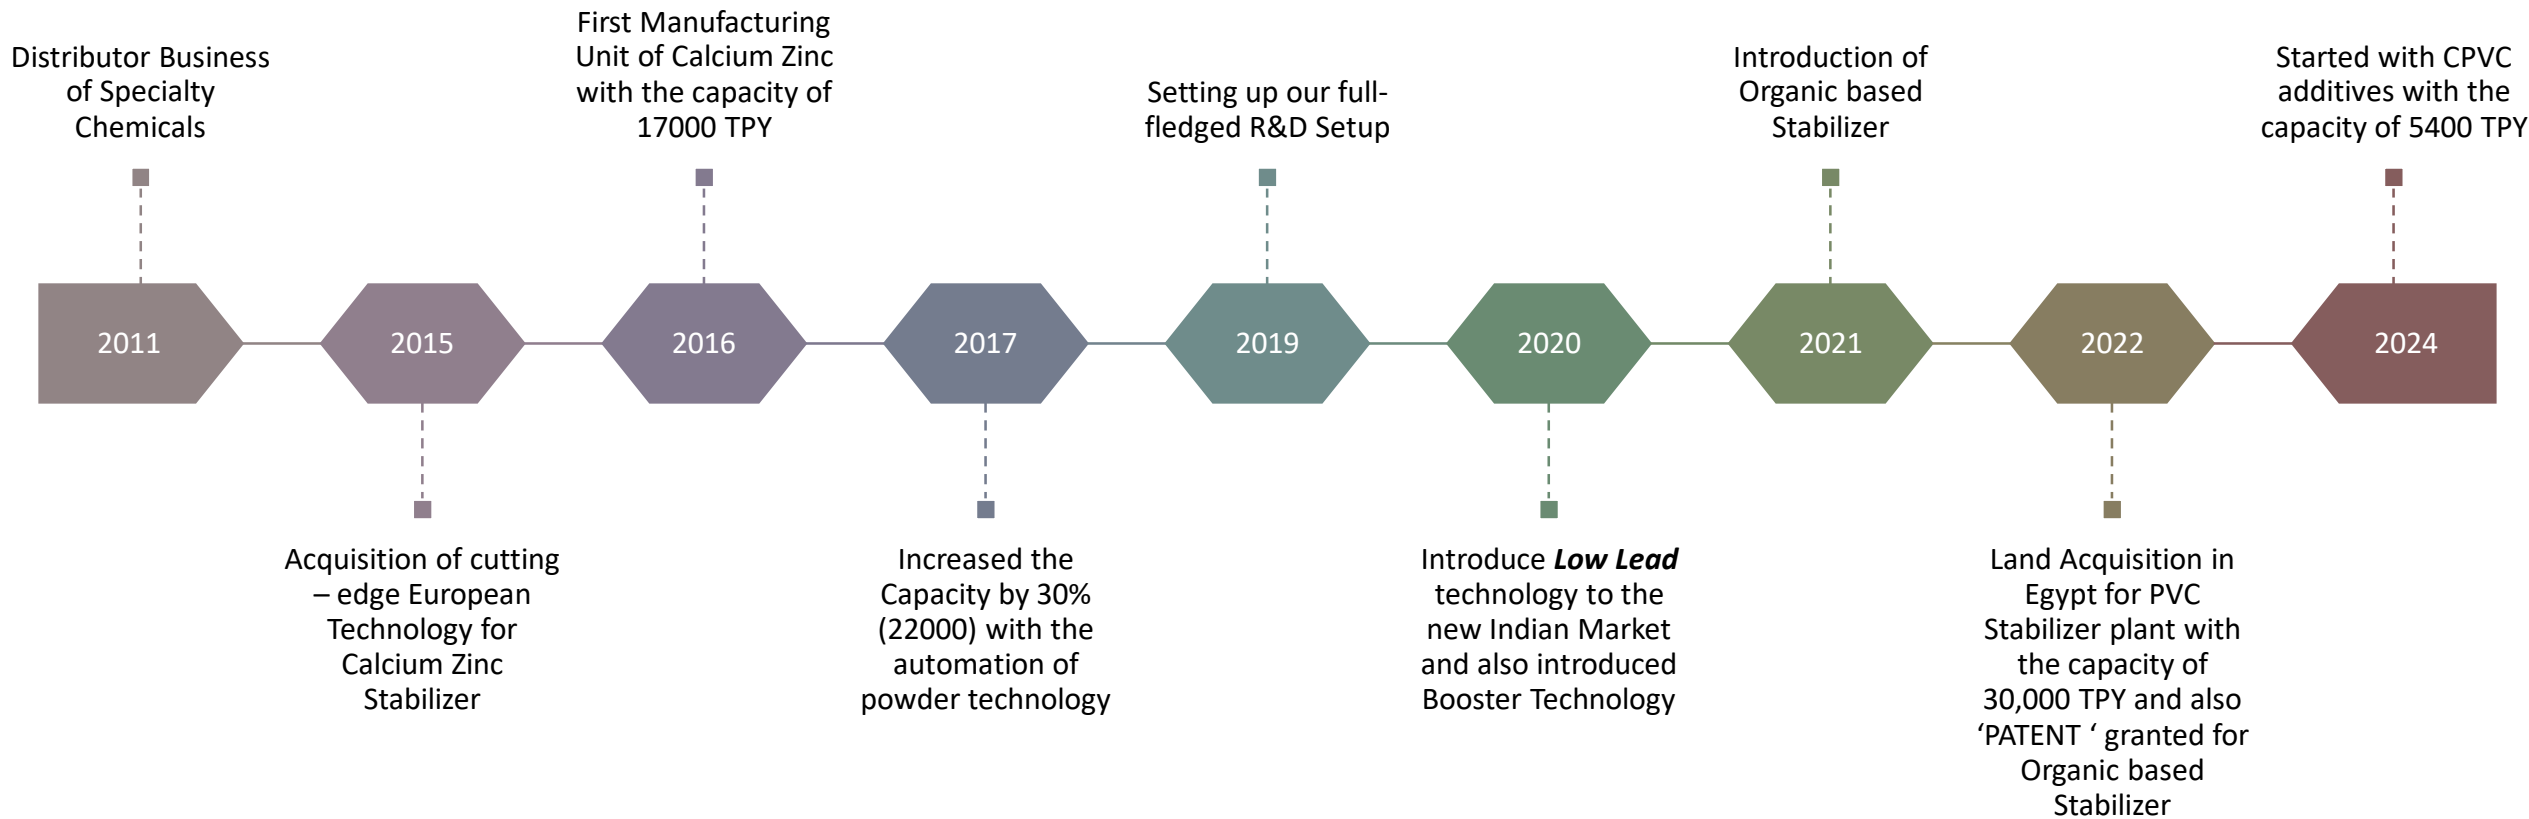 Distributor Business
of Specialty
Chemicals
First Manufacturing
Unit of Calcium Zinc
with the capacity of
17000 TPY
Setting up our full-
fledged R&D Setup
Introduction of
Organic based
Stabilizer
Started with CPVC
additives with the
capacity of 5400 TPY
2011
2015
2016
2017
2019
2020
2021
2022
2024
Acquisition of cutting
– edge European
Technology for
Calcium Zinc
Stabilizer
Increased the
Capacity by 30%
(22000) with the
automation of
powder technology
Introduce Low Lead
technology to the
new Indian Market
and also introduced
Booster Technology
Land Acquisition in
Egypt for PVC
Stabilizer plant with
the capacity of
30,000 TPY and also
‘PATENT ‘ granted for
Organic based
Stabilizer